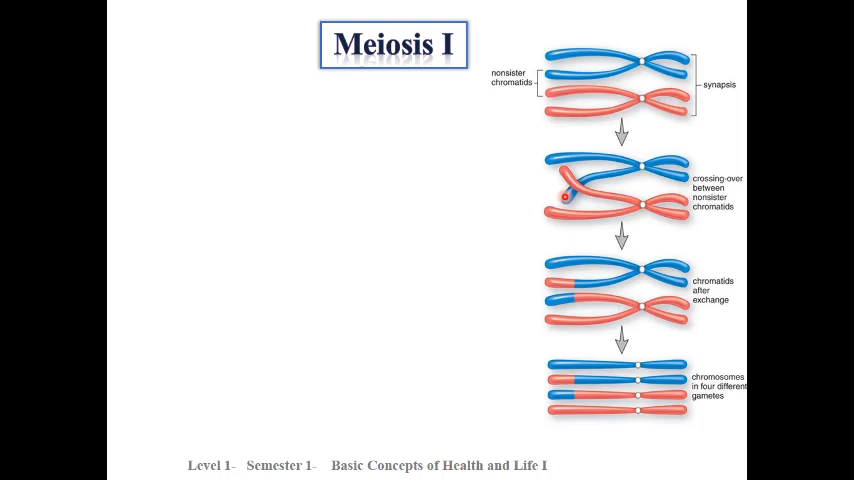 Meiosis I
nonsister
chromatids
synapsis
crossing-over
between
nonsister
chromatids
chromatids
after
exchange
chromosomes
in four different
gametes
Level 1- Semester 1- Basic Concepts of Health and Life I